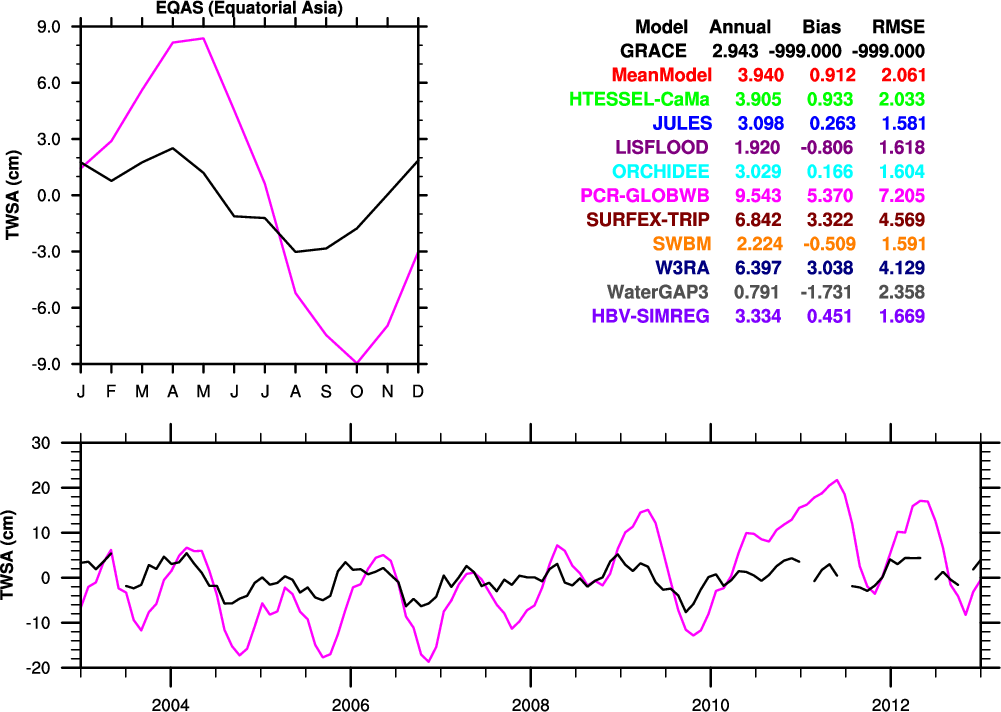 EQAS (Equatorial Asia)
9.0
6.0
3.0
0.0
-3.0
-6.0
-9.0
TWSA (cm)
J F M A M J J A S O N D
Model Annual Bias RMSE
GRACE 2.943 -999.000 -999.000
MeanModel 3.940 0.912 2.061
HTESSEL-CaMa 3.905 0.933 2.033
JULES 3.098 0.263 1.581
LISFLOOD 1.920 -0.806 1.618
ORCHIDEE 3.029 0.166 1.604
PCR-GLOBWB 9.543 5.370 7.205
SURFEX-TRIP 6.842 3.322 4.569
SWBM 2.224 -0.509 1.591
W3RA 6.397 3.038 4.129
WaterGAP3 0.791 -1.731 2.358
HBV-SIMREG 3.334 0.451 1.669
30
20
10
0
-10
-20
TWSA (cm)
2004 2006 2008 2010 2012